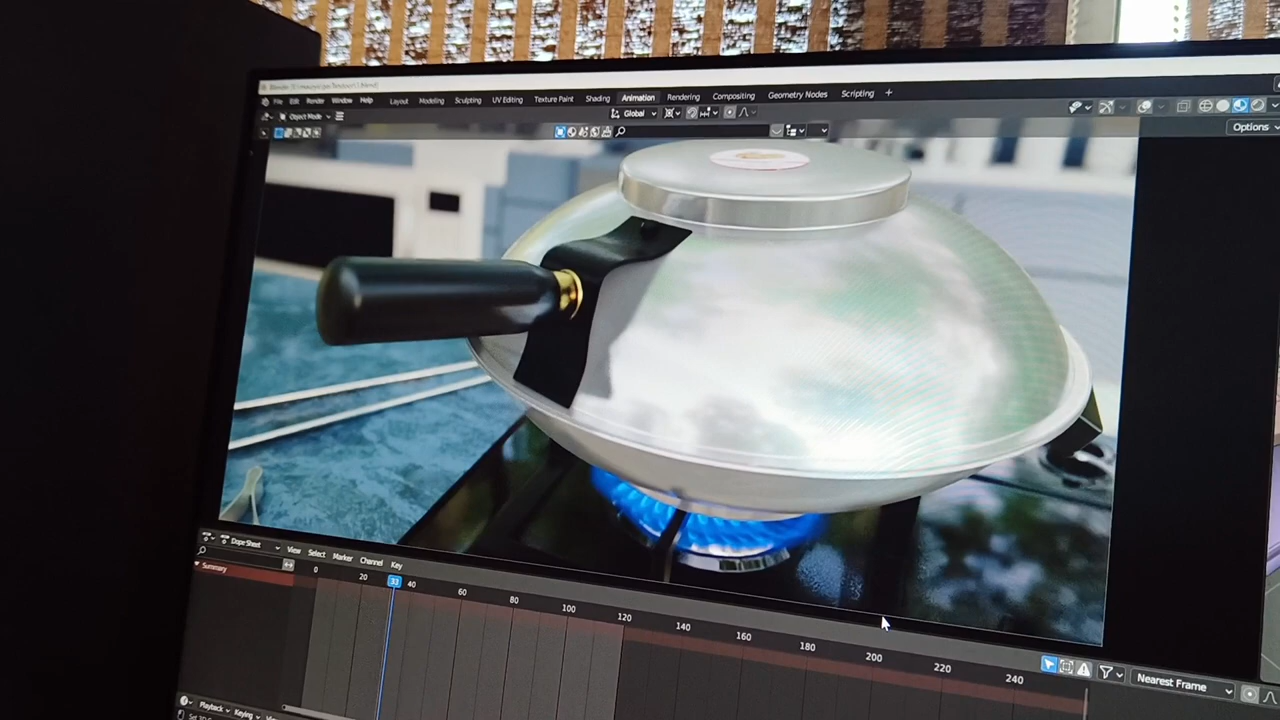 File Edit Render Window Help Layout Modeling Sculpting UV Editing Texture Paint Shading Animation Rendering Compositing Geometry Nodes Scripting +
Object Mode Global
Options
Dope Sheet View Select Marker Channel Key
Nearest Frame
Summary
0 20 33 40 60 80 100 120 140 160 180 200 220 240
Playback Keying